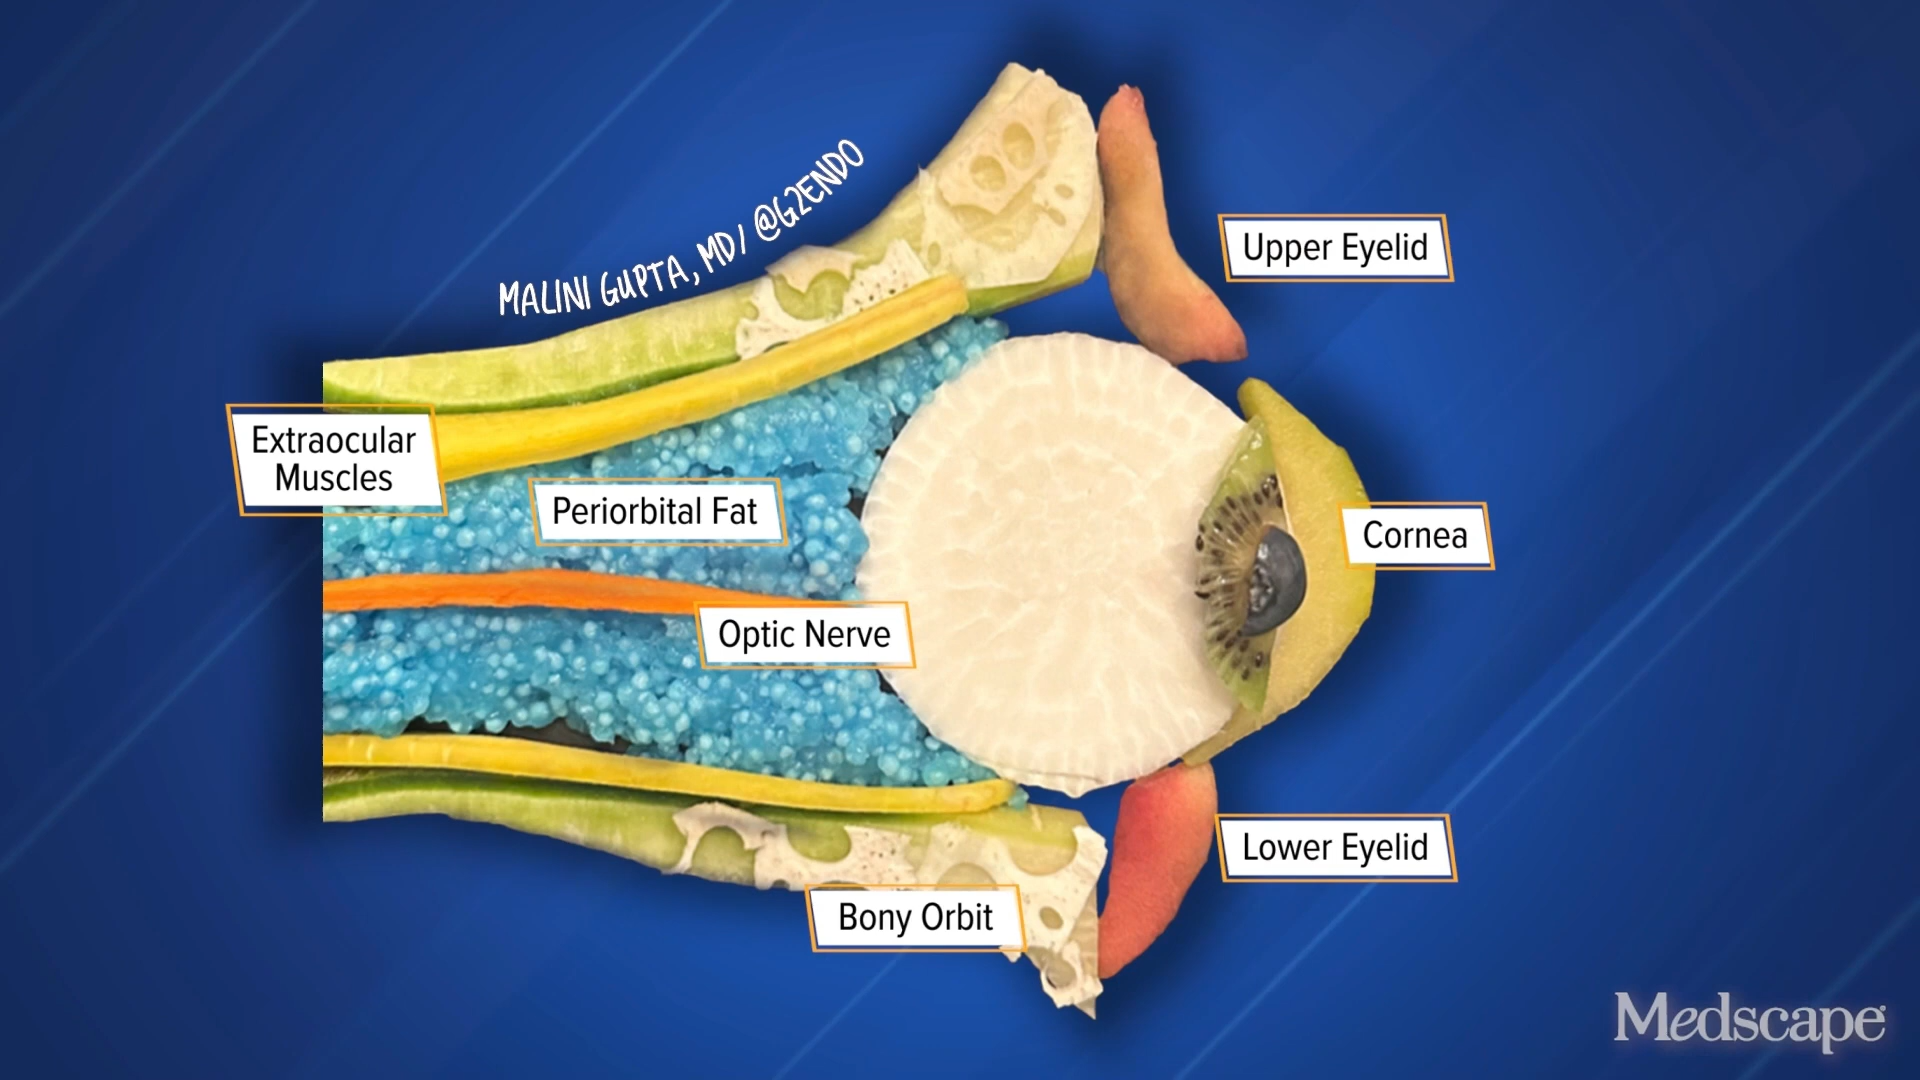 MALINI GUPTA, MD/ @G2ENDO
Upper Eyelid
Extraocular
Muscles
Periorbital Fat
Cornea
Optic Nerve
Lower Eyelid
Bony Orbit
Medscape